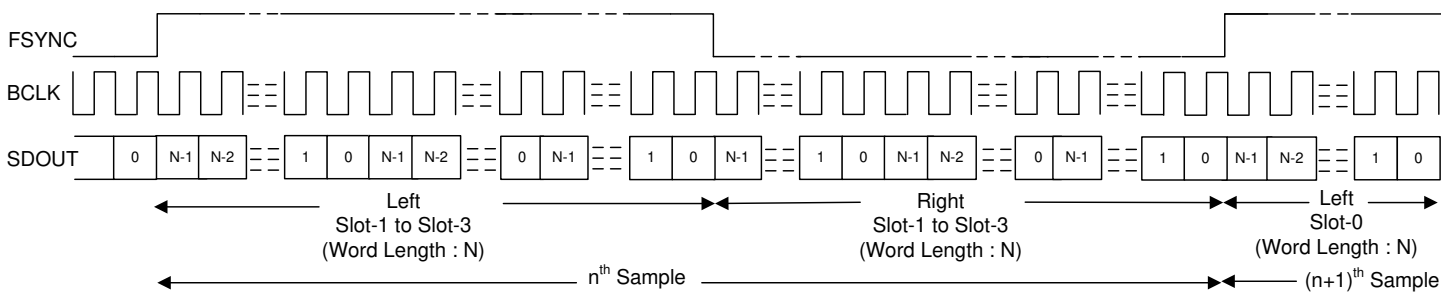 FSYNC
BCLK
SDOUT 0 N-1 N-2 1 0 N-1 N-2 0 N-1 1 0 N-1 1 0 N-1 N-2 0 N-1 1 0 N-1 N-2 1 0
Left
Slot-1 to Slot-3
(Word Length : N)
Right
Slot-1 to Slot-3
(Word Length : N)
Left
Slot-0
(Word Length : N)
nth Sample
(n+1)th Sample